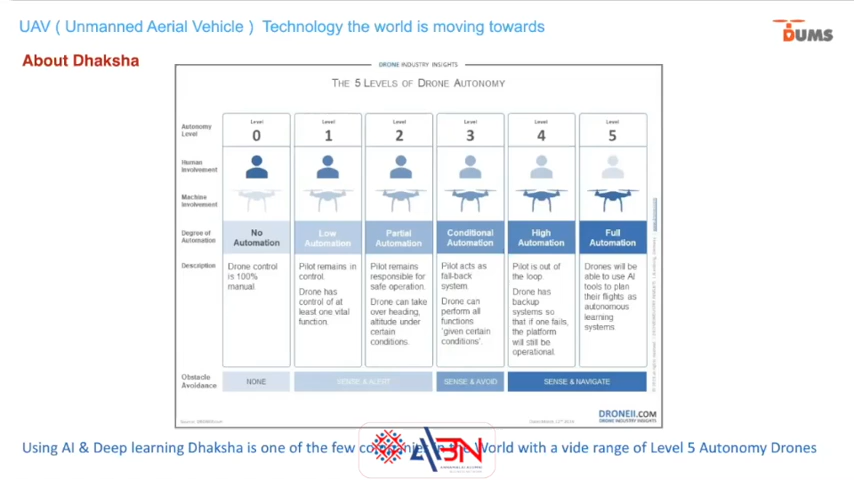 UAV ( Unmanned Aerial Vehicle ) Technology the world is moving towards
DUMS
About Dhaksha
DRONE INDUSTRY INSIGHTS
THE 5 LEVELS OF DRONE AUTONOMY
Autonomy Level
Level 0
Level 1
Level 2
Level 3
Level 4
Level 5
Human Involvement
Machine Involvement
Degree of Automation
No Automation
Low Automation
Partial Automation
Conditional Automation
High Automation
Full Automation
Description
Drone control
is 100%
manual.
Pilot remains in
control.
Drone has
control of at
least one vital
function.
Pilot remains
responsible for
safe operation.
Drone can take
over heading,
altitude under
certain
conditions.
Pilot acts as
fall-back
system.
Drone can
perform all
functions
'given certain
conditions'.
Pilot is out of
the loop.
Drone has
backup
systems so
that if one fails,
the platform
will still be
operational.
Drones will be
able to use AI
tools to plan
their flights as
autonomous
learning
systems.
Obstacle Avoidance
NONE
SENSE & ALERT
SENSE & AVOID
SENSE & NAVIGATE
DRONEII.COM
DRONE INDUSTRY INSIGHTS
Using AI & Deep learning Dhaksha is one of the few companies in the World with a vide range of Level 5 Autonomy Drones